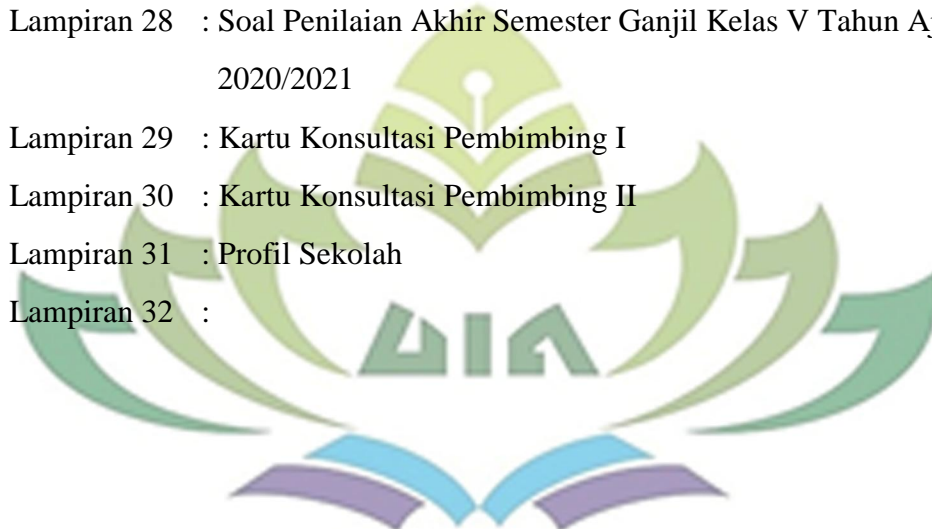 Lampiran 28 : Soal Penilaian Akhir Semester Ganjil Kelas V Tahun
2020/2021
Lampiran 29 : Kartu Konsultasi Pembimbing I
Lampiran 30 : Kartu Konsultasi Pembimbing II
Lampiran 31 : Profil Sekolah
Lampiran 32 :
UIN